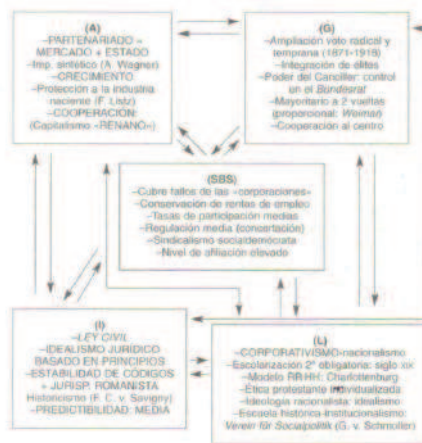 (A)
–PARTENARIADO =
MERCADO + ESTADO
–Imp. sintético (A. Wagner)
–CRECIMIENTO
–Protección a la industria
naciente (F. Listz)
–COOPERACIÓN:
(Capitalismo «RENANO»)
(G)
–Ampliación voto radical y
temprana (1871-1918)
–Integración de élites
–Poder del Canciller: control
en el Bundesrat
–Mayoritario a 2 vueltas
(proporcional: Weimar)
–Cooperación al centro
(SBS)
–Cubre fallos de las «corporaciones»
–Conservación de rentas de empleo
–Tasas de participación medias
–Regulación media (concertación)
–Sindicalismo socialdemócrata
–Nivel de afiliación elevado
(I)
–LEY CIVIL
–IDEALISMO JURÍDICO
BASADO EN PRINCIPIOS
–ESTABILIDAD DE CÓDIGOS
+ JURISP. ROMANISTA
Historicismo (F. C. v. Savigny)
–PREDICTIBILIDAD: MEDIA
(L)
–CORPORATIVISMO-nacionalismo
–Escolarización 2ª obligatoria: siglo XIX
–Modelo RR·HH: Charlottenburg
–Ética protestante individualizada
–Ideología racionalista: idealismo
–Escuela histórica-institucionalismo:
Verein für Socialpolitik (G. v. Schmoller)